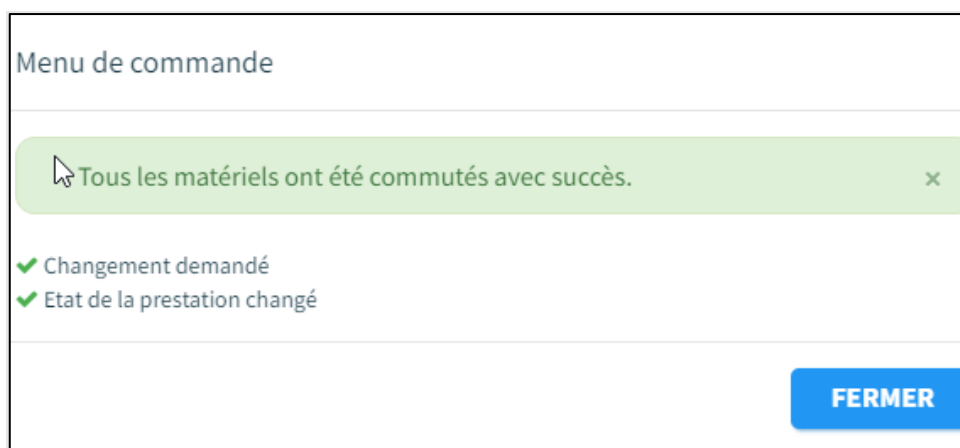 Menu de commande
Tous les matériels ont été commutés avec succès. ×
Changement demandé
Etat de la prestation changé
FERMER